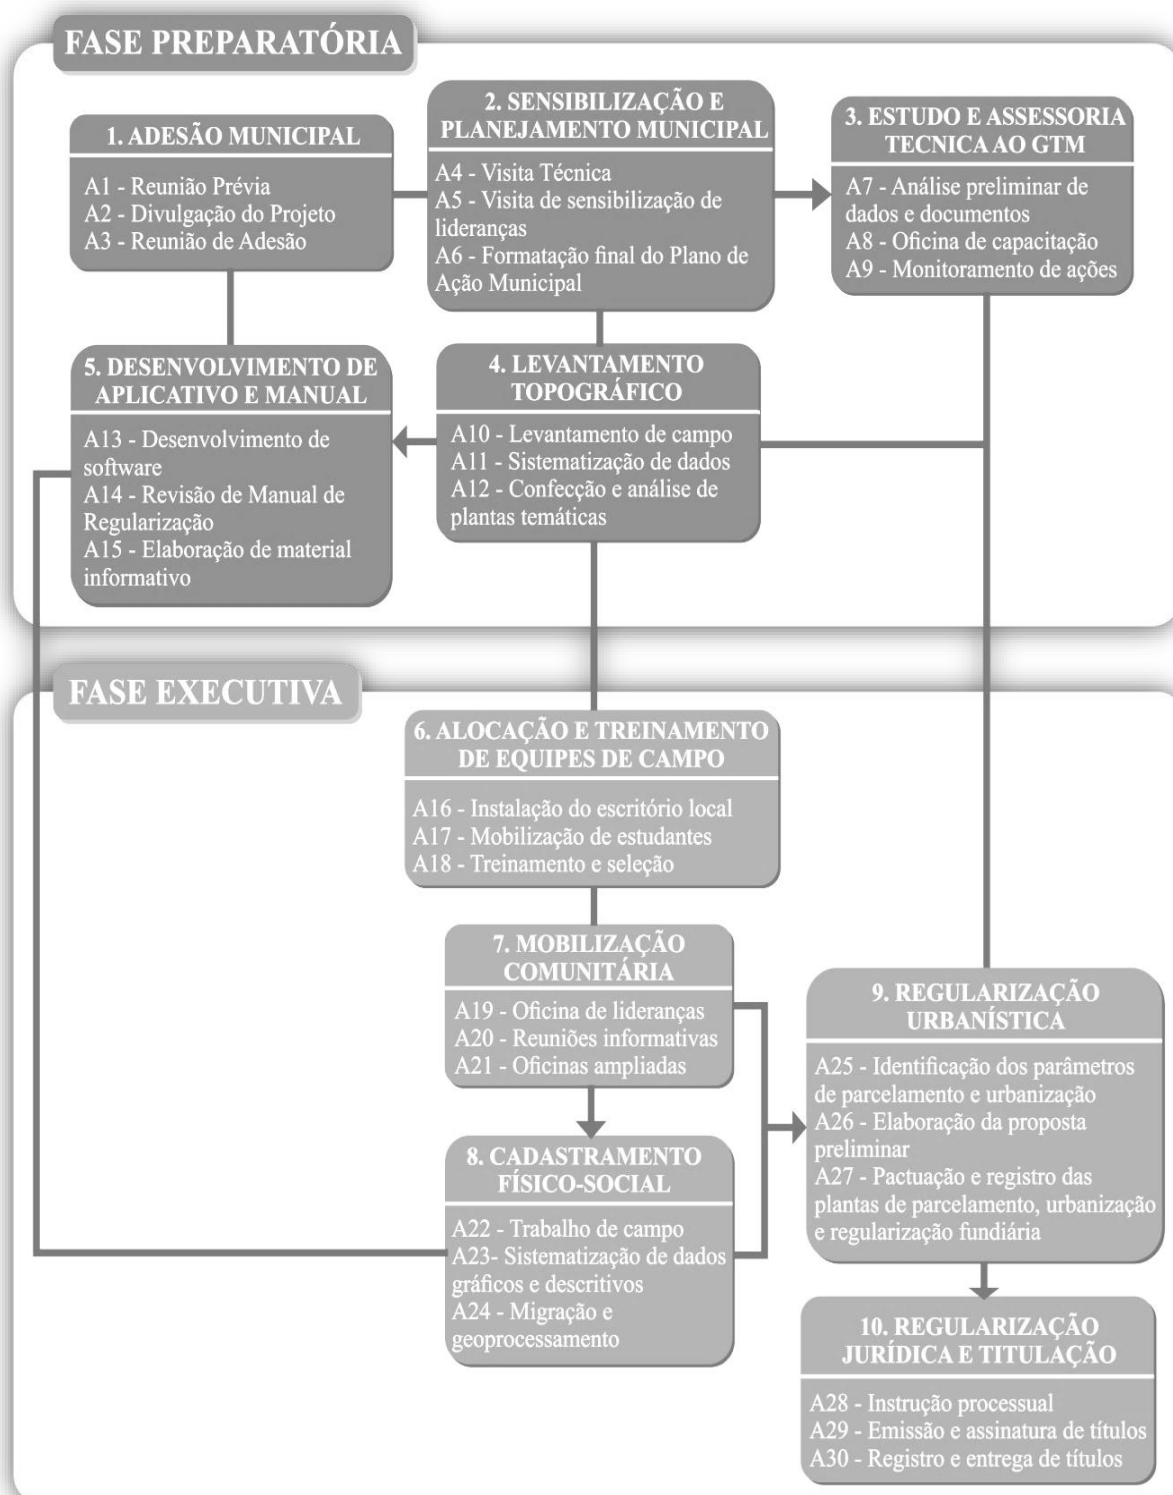 FASE PREPARATÓRIA
1. ADESÃO MUNICIPAL
A1 - Reunião Prévia
A2 - Divulgação do Projeto
A3 - Reunião de Adesão
2. SENSIBILIZAÇÃO E
PLANEJAMENTO MUNICIPAL
A4 - Visita Técnica
A5 - Visita de sensibilização de
lideranças
A6 - Formatação final do Plano de
Ação Municipal
3. ESTUDO E ASSESSORIA
TECNICA AO GTM
A7 - Análise preliminar de
dados e documentos
A8 - Oficina de capacitação
A9 - Monitoramento de ações
5. DESENVOLVIMENTO DE
APLICATIVO E MANUAL
A13 - Desenvolvimento de
software
A14 - Revisão de Manual de
Regularização
A15 - Elaboração de material
informativo
4. LEVANTAMENTO
TOPOGRÁFICO
A10 - Levantamento de campo
A11 - Sistematização de dados
A12 - Confecção e análise de
plantas temáticas
FASE EXECUTIVA
6. ALOCAÇÃO E TREINAMENTO
DE EQUIPES DE CAMPO
A16 - Instalação do escritório local
A17 - Mobilização de estudantes
A18 - Treinamento e seleção
7. MOBILIZAÇÃO
COMUNITÁRIA
A19 - Oficina de lideranças
A20 - Reuniões informativas
A21 - Oficinas ampliadas
8. CADASTRAMENTO
FÍSICO-SOCIAL
A22 - Trabalho de campo
A23- Sistematização de dados
gráficos e descritivos
A24 - Migração e
geoprocessamento
9. REGULARIZAÇÃO
URBANÍSTICA
A25 - Identificação dos parâmetros
de parcelamento e urbanização
A26 - Elaboração da proposta
preliminar
A27 - Pactuação e registro das
plantas de parcelamento, urbanização
e regularização fundiária
10. REGULARIZAÇÃO
JURÍDICA E TITULAÇÃO
A28 - Instrução processual
A29 - Emissão e assinatura de títulos
A30 - Registro e entrega de títulos